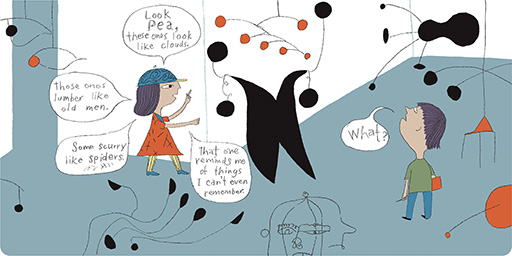 Look
Pea,
these ones look
like clouds.
Those ones
lumber like
old men.
Some scurry
like spiders.
That one
reminds me
of things
I can't even
remember.
What?